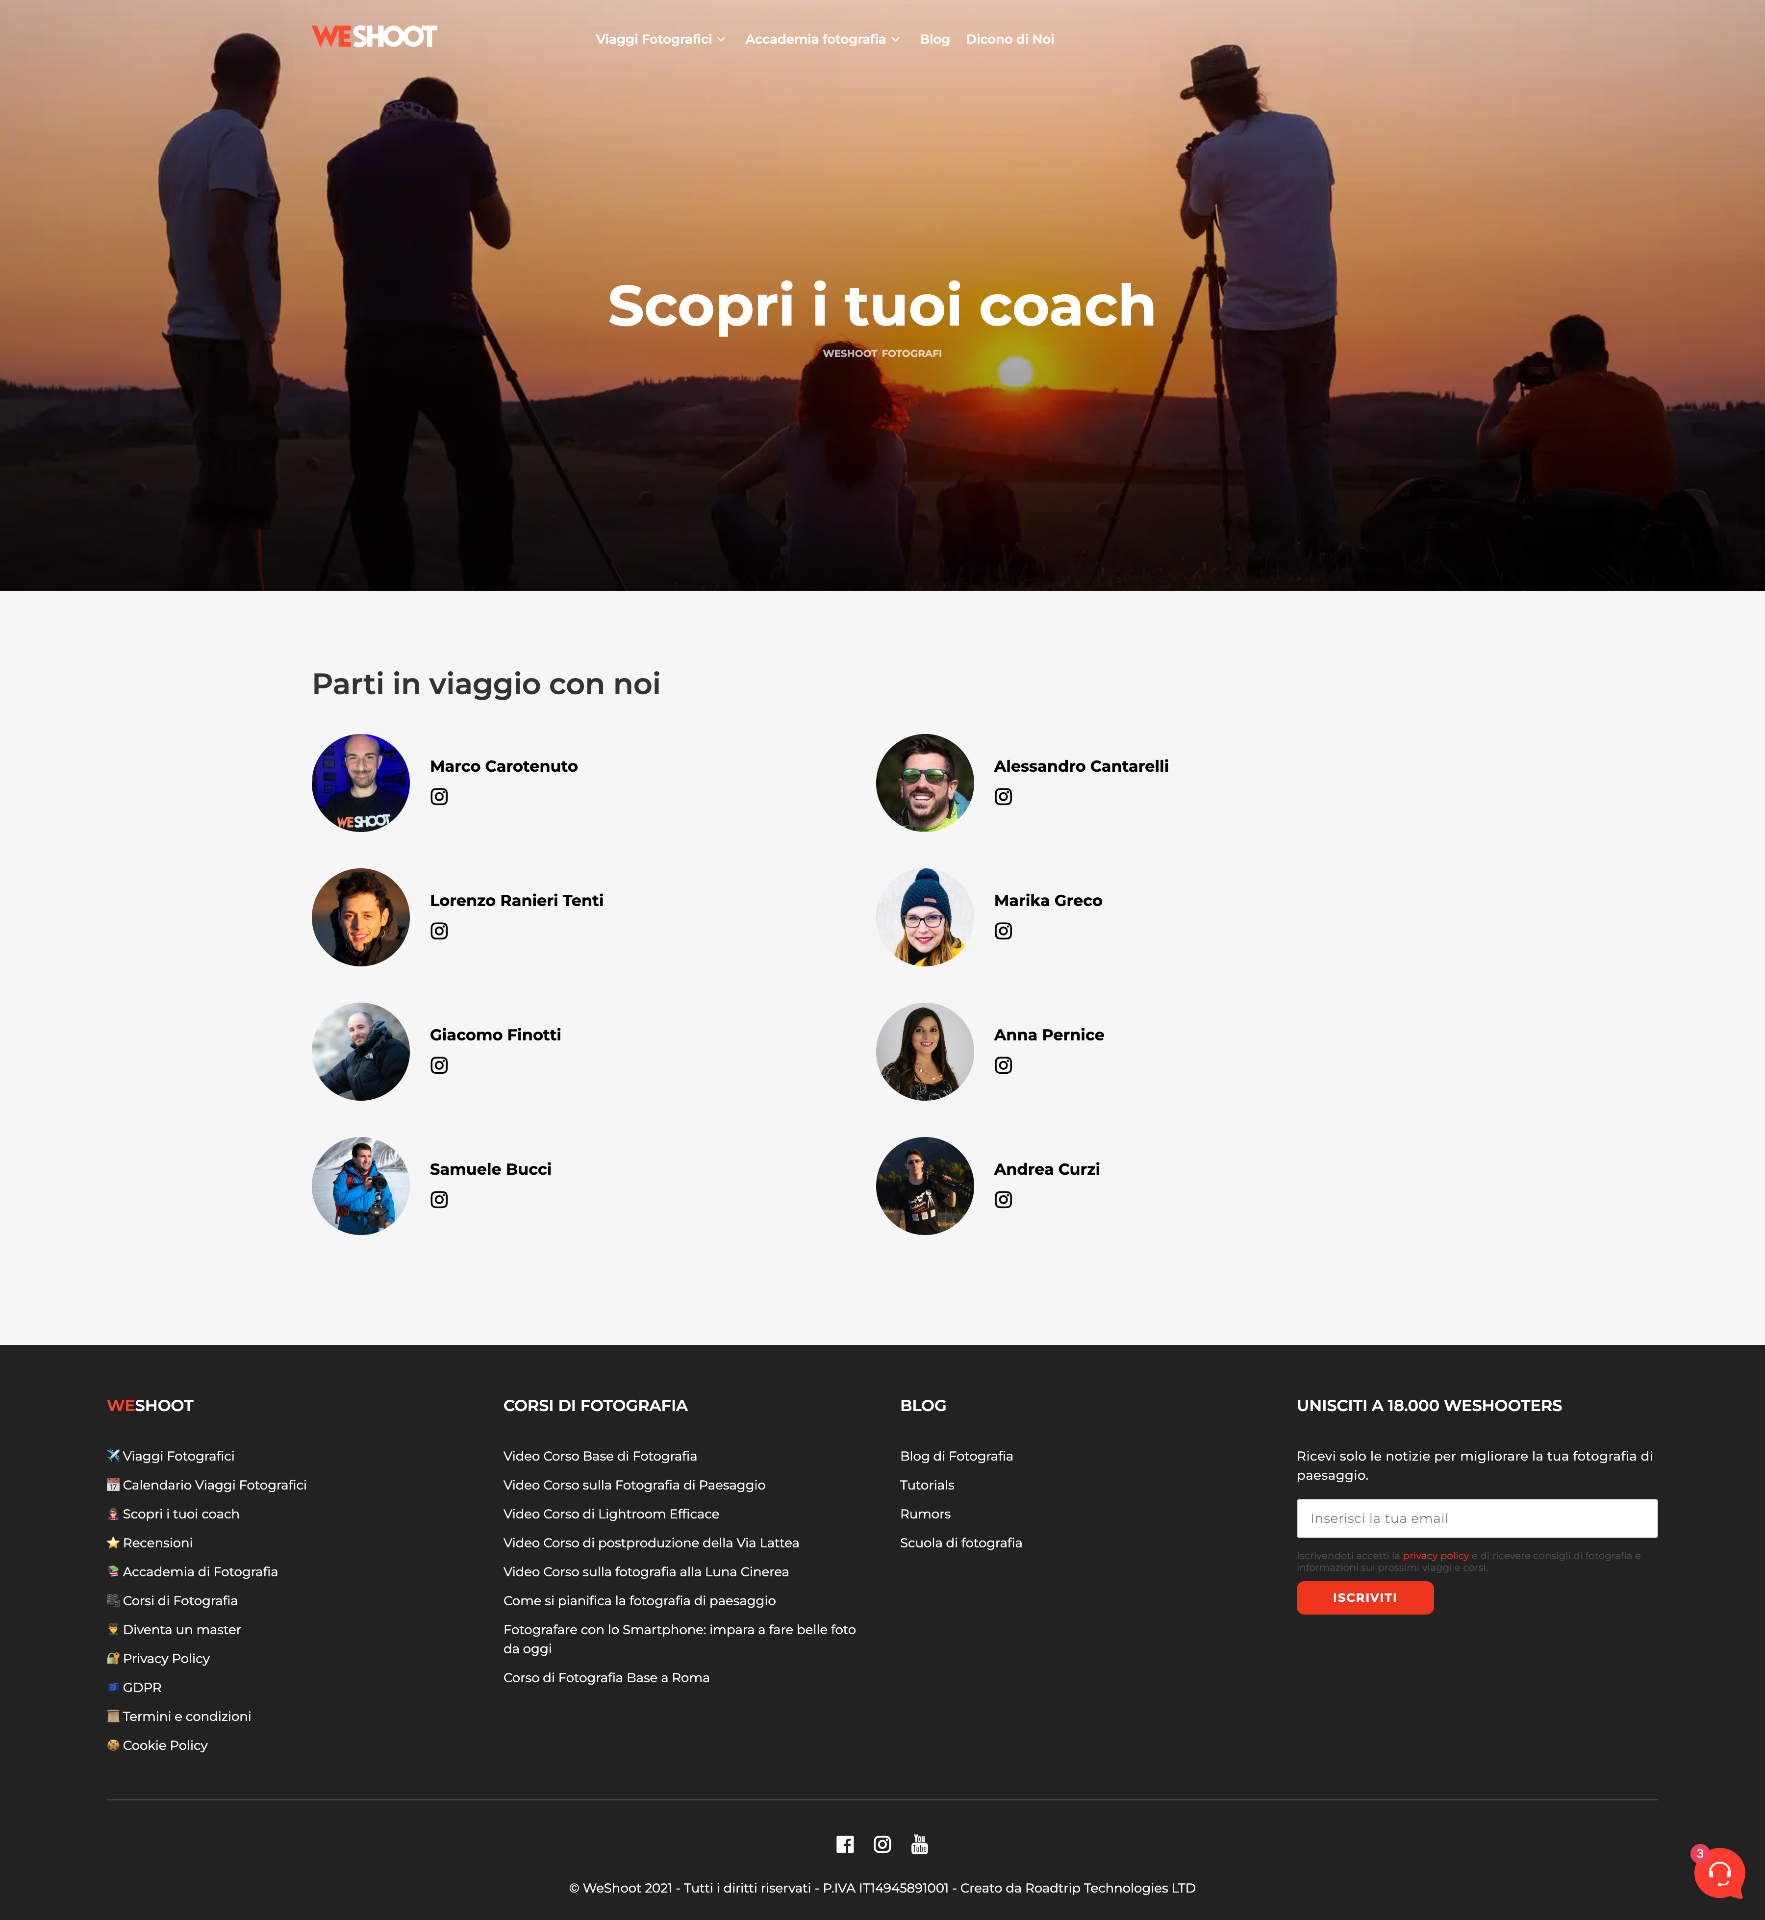 WESHOOT
Viaggi Fotografici
Accademia fotografia
Blog
Dicono di Noi
Scopri i tuoi coach
WESHOOT FOTOGRAFI
Parti in viaggio con noi
WESHOOT
Marco Carotenuto
Alessandro Cantarelli
Lorenzo Ranieri Tenti
Marika Greco
Giacomo Finotti
Anna Pernice
Samuele Bucci
Andrea Curzi
WESHOOT
Viaggi Fotografici
Calendario Viaggi Fotografici
Scopri i tuoi coach
Recensioni
Accademia di Fotografia
Corsi di Fotografia
Diventa un master
Privacy Policy
GDPR
Termini e condizioni
Cookie Policy
CORSI DI FOTOGRAFIA
Video Corso Base di Fotografia
Video Corso sulla Fotografia di Paesaggio
Video Corso di Lightroom Efficace
Video Corso di postproduzione della Via Lattea
Video Corso sulla fotografia alla Luna Cinerea
Come si pianifica la fotografia di paesaggio
Fotografare con lo Smartphone: impara a fare belle foto
da oggi
Corso di Fotografia Base a Roma
BLOG
Blog di Fotografia
Tutorials
Rumors
Scuola di fotografia
UNISCITI A 18.000 WESHOOTERS
Ricevi solo le notizie per migliorare la tua fotografia di
paesaggio.
Inserisci la tua email
Iscrivendoti accetti la privacy policy e di ricevere consigli di fotografia e
informazioni sui prossimi viaggi e corsi.
ISCRIVITI
You
Tube
© WeShoot 2021 - Tutti i diritti riservati - P.IVA IT14945891001 - Creato da Roadtrip Technologies LTD
3